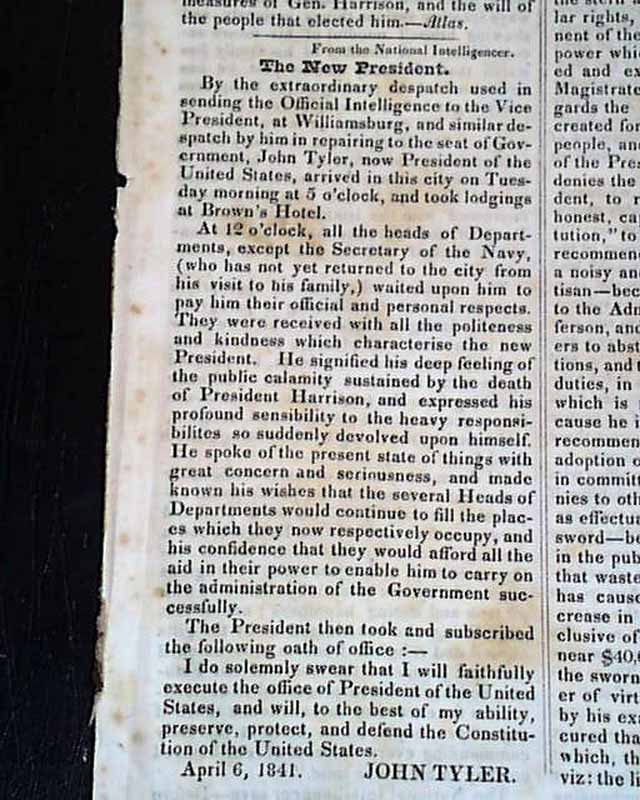 measures of Gen. Harrison, and the will of
the people that elected him.—Atlas.
From the National Intelligencer.
The New President.
By the extraordinary despatch used in
sending the Official Intelligence to the Vice
President, at Williamsburg, and similar de-
spatch by him in repairing to the seat of Gov-
ernment, John Tyler, now President of the
United States, arrived in this city on Tues-
day morning at 5 o'clock, and took lodgings
at Brown's Hotel.
At 12 o'clock, all the heads of Depart-
ments, except the Secretary of the Navy,
(who has not yet returned to the city from
his visit to his family,) waited upon him to
pay him their official and personal respects.
They were received with all the politeness
and kindness which characterise the new
President. He signified his deep feeling of
the public calamity sustained by the death
of President Harrison, and expressed his
profound sensibility to the heavy responsi-
bilites so suddenly devolved upon himself.
He spoke of the present state of things with
great concern and seriousness, and made
known his wishes that the several Heads of
Departments would continue to fill the plac-
es which they now respectively occupy, and
his confidence that they would afford all the
aid in their power to enable him to carry on
the administration of the Government suc-
cessfully.
The President then took and subscribed
the following oath of office :—
I do solemnly swear that I will faithfully
execute the office of President of the United
States, and will, to the best of my ability,
preserve, protect, and defend the Constitu-
tion of the United States.
April 6, 1841. JOHN TYLER.
lar rights,
nent of the
power whi
ed and ex
Magistrate
gards the
created for
people, an
of the Pres
denies the
dent, to r
honest, ca
tution," to
recommen
a noisy an
tisan—bec
to the Adm
ferson, an
ers to abst
tions, and t
duties, in
which is p
cause he i
recommen
adoption o
in committ
nies to oth
as effectua
sword—be
in the pub
that waste
has cause
crease in
clusive of
near $40,
the sworn
er of virt
by his ex
cured tha
which, th
viz: the li